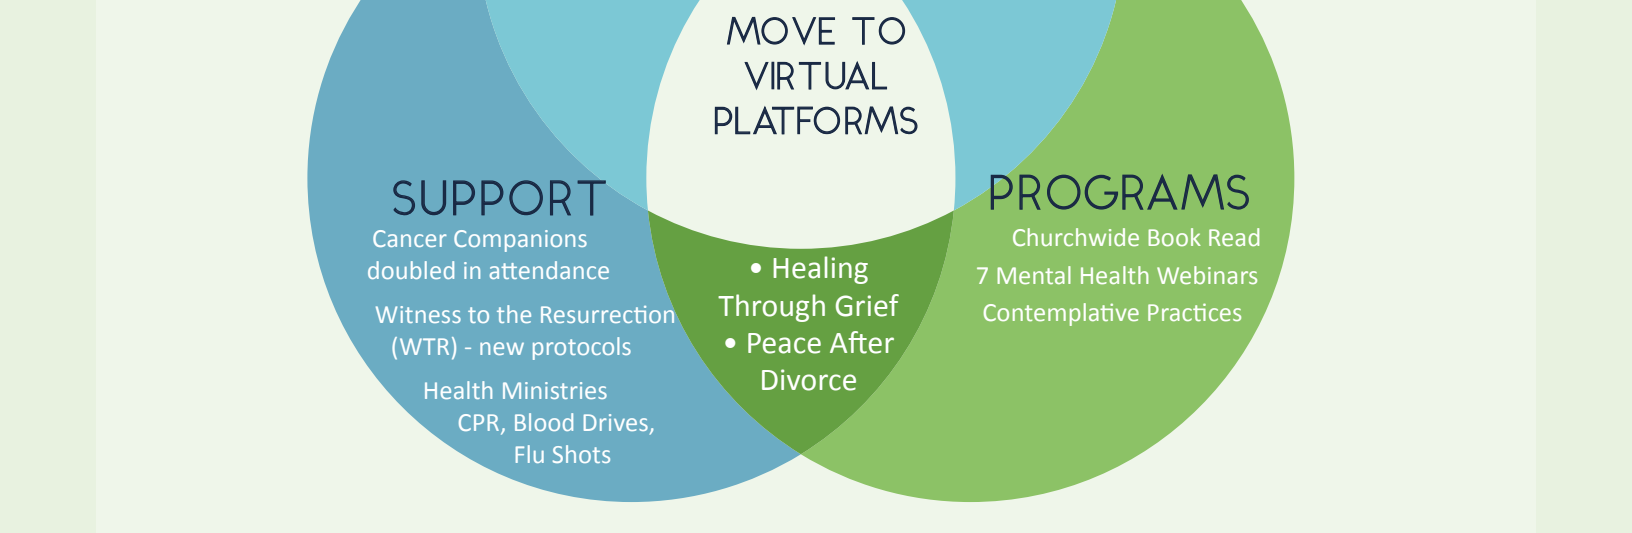 MOVE TO
VIRTUAL
PLATFORMS
SUPPORT
Cancer Companions
doubled in attendance
Witness to the Resurrection
(WTR) - new protocols
Health Ministries
CPR, Blood Drives,
Flu Shots
• Healing
Through Grief
• Peace After
Divorce
PROGRAMS
Churchwide Book Read
7 Mental Health Webinars
Contemplative Practices